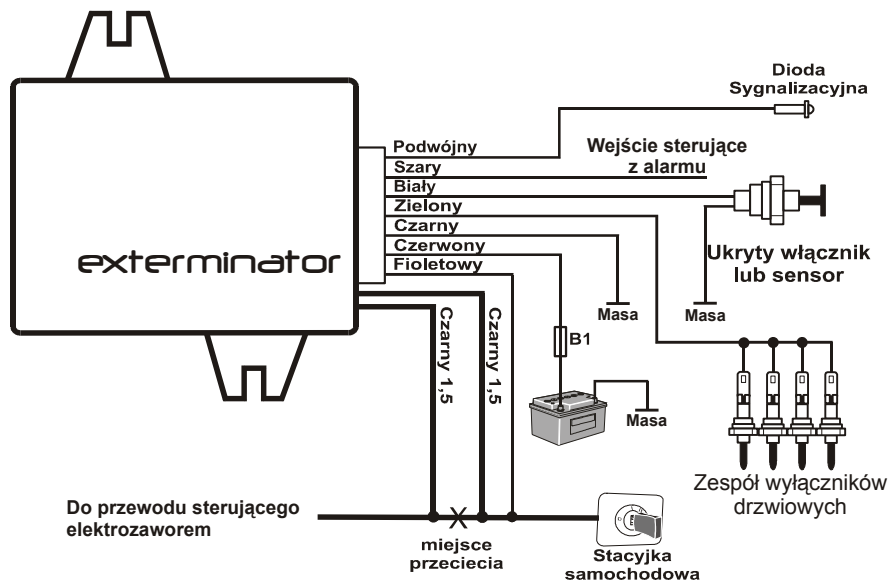 Dioda
Sygnalizacyjna
Podwójny
Szary
Biały
Zielony
Czarny
Czerwony
Fioletowy
Wejście sterujące
z alarmu
exterminator
Ukryty włącznik
lub sensor
Masa
Masa
B1
Masa
Czarny 1,5
Czarny 1,5
Zespół wyłączników
drzwiowych
Do przewodu sterującego
elektrozaworem
miejsce
przeciecia
Stacyjka
samochodowa